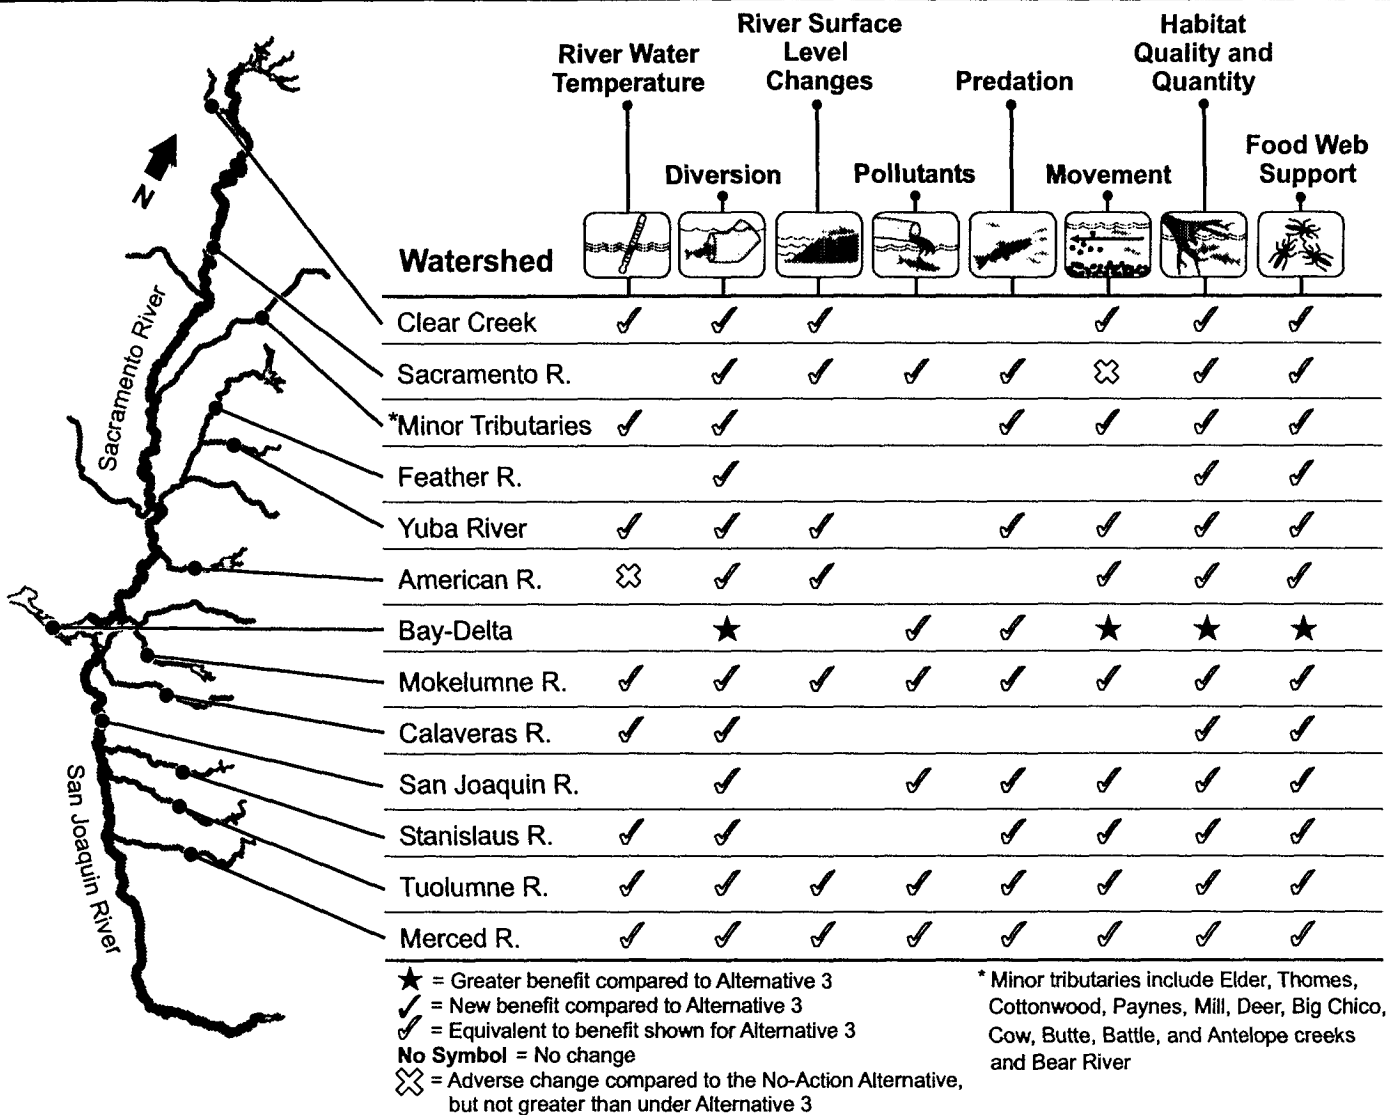 River Water
Temperature
Diversion
River Surface
Level
Changes
Pollutants
Predation
Movement
Habitat
Quality and
Quantity
Food Web
Support
N
Sacramento River
San Joaquin River
Watershed
Clear Creek
Sacramento R.
*Minor Tributaries
Feather R.
Yuba River
American R.
Bay-Delta
Mokelumne R.
Calaveras R.
San Joaquin R.
Stanislaus R.
Tuolumne R.
Merced R.
★ = Greater benefit compared to Alternative 3
✓ = New benefit compared to Alternative 3
✓ = Equivalent to benefit shown for Alternative 3
No Symbol = No change
= Adverse change compared to the No-Action Alternative,
but not greater than under Alternative 3
* Minor tributaries include Elder, Thomes,
Cottonwood, Paynes, Mill, Deer, Big Chico,
Cow, Butte, Battle, and Antelope creeks
and Bear River